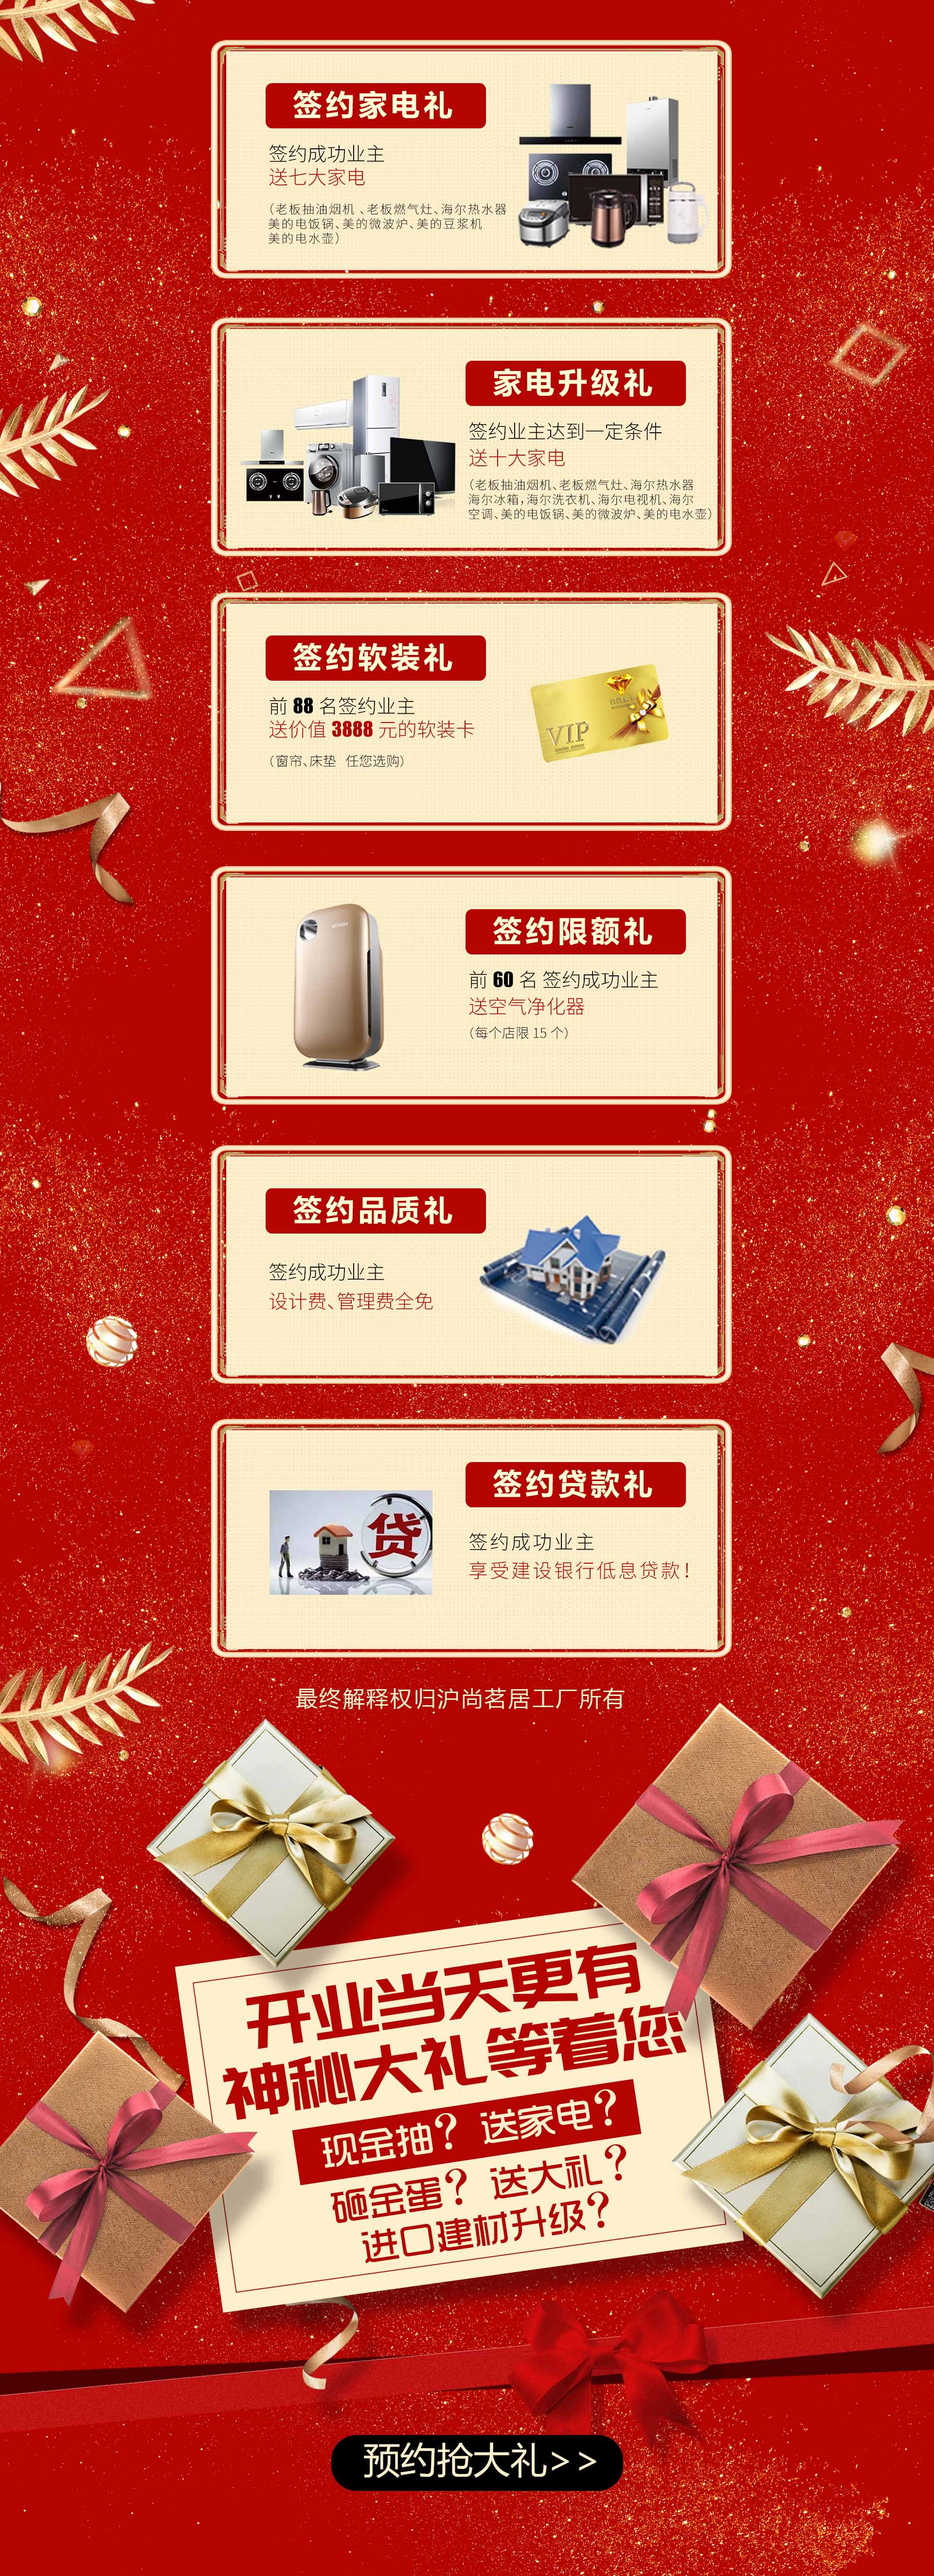 签约家电礼
签约成功业主
送七大家电
(老板抽油烟机、老板燃气灶、海尔热水器
美的电饭锅、美的微波炉、美的豆浆机
美的电水壶)
家电升级礼
签约业主达到一定条件
送十大家电
(老板抽油烟机、老板燃气灶、海尔热水器
海尔冰箱,海尔洗衣机、海尔电视机、海尔
空调、美的电饭锅、美的微波炉、美的电水壶)
签约软装礼
前 88 名签约业主
送价值 3888 元的软装卡
(窗帘、床垫 任您选购)
VIP
签约限额礼
前 60 名 签约成功业主
送空气净化器
(每个店限 15 个)
签约品质礼
签约成功业主
设计费、管理费全免
签约贷款礼
贷
签约成功业主
享受建设银行低息贷款!
最终解释权归沪尚茗居工厂所有
开业当天更有
神秘大礼等着您
现金抽? 送家电?
砸金蛋? 送大礼?
进口建材升级?
预约抢大礼>>